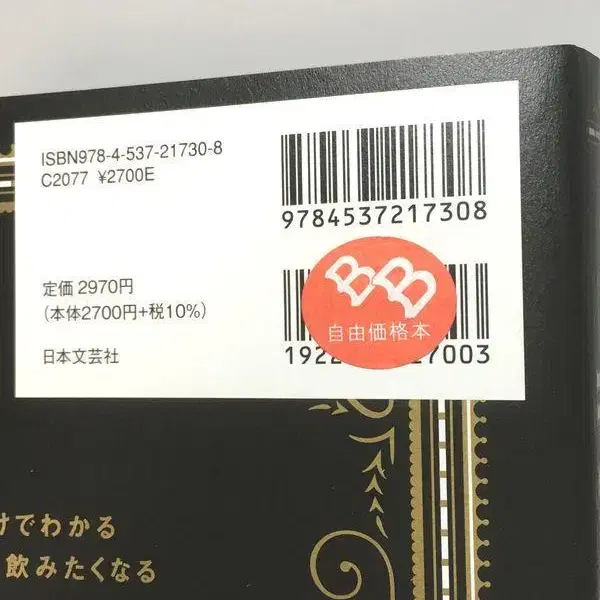 ISBN978-4-537-21730-8
C2077 ¥2700E
9784537217308
定価 2970円
(本体2700円+税10%)
日本文芸社
BB
自由価格本
192
7003
けでわかる
飲みたくなる